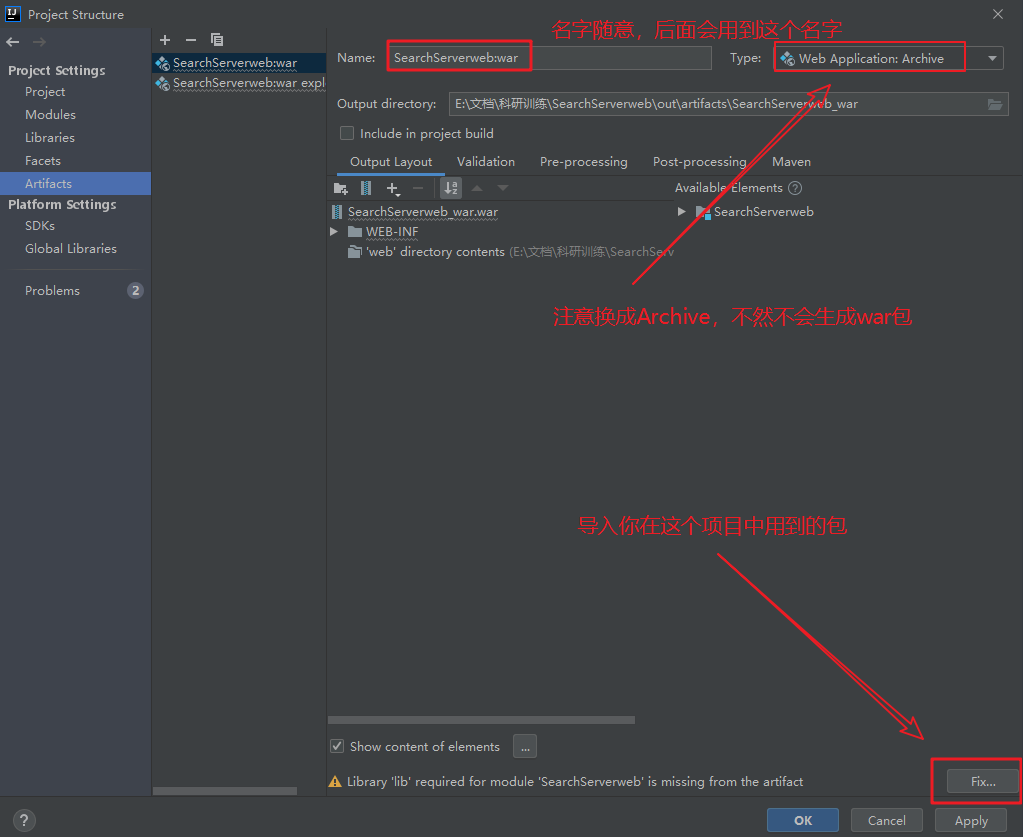 Project Structure
名字随意，后面会用到这个名字
Project Settings
Project
Modules
Libraries
Facets
Artifacts
Platform Settings
SDKs
Global Libraries
Problems
2
SearchServerweb:war
SearchServerweb:war expl
Name:
SearchServerweb:war
Type:
Web Application: Archive
Output directory:
E:\文档\科研训练\SearchServerweb\out\artifacts\SearchServerweb_war
Include in project build
Output Layout
Validation
Pre-processing
Post-processing
Maven
Available Elements
SearchServerweb_war.war
SearchServerweb
WEB-INF
'web' directory contents (E:\文档\科研训练\SearchServ
注意换成Archive，不然不会生成war包
导入你在这个项目中用到的包
Show content of elements
...
Library 'lib' required for module 'SearchServerweb' is missing from the artifact
Fix...
?
OK
Cancel
Apply